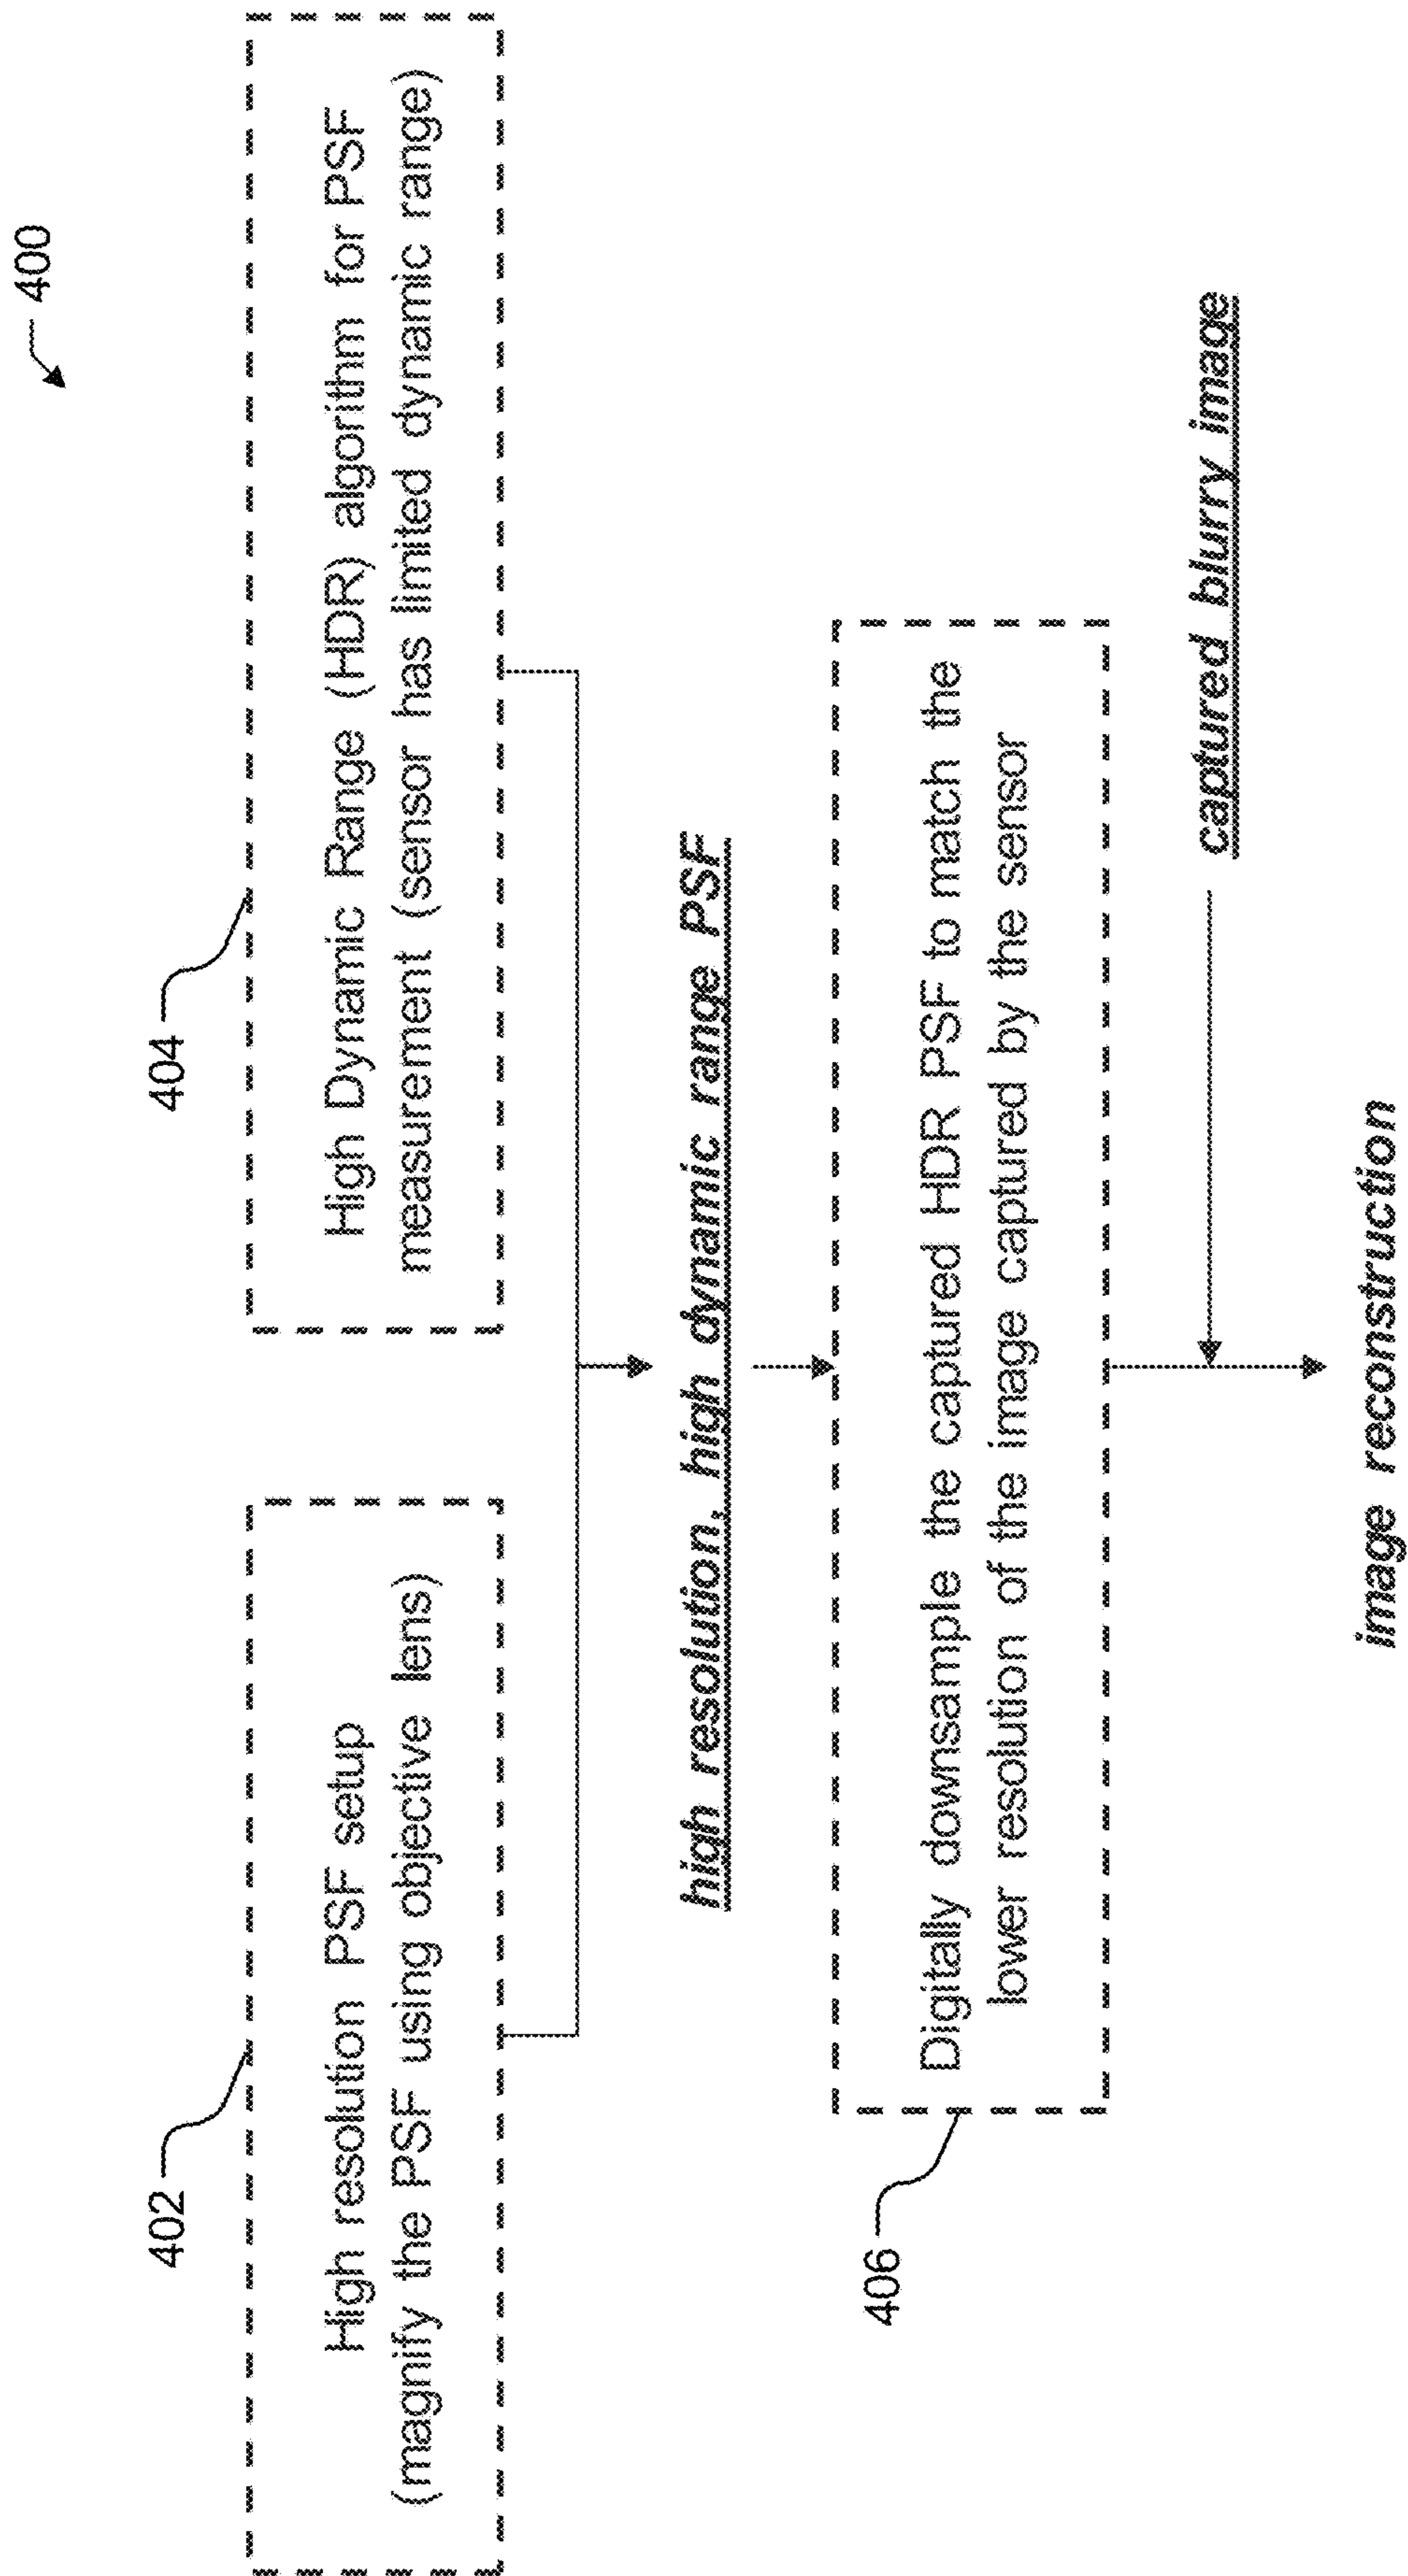 400
402
High resolution PSF setup
(magnify the PSF using objective lens)
404
High Dynamic Range (HDR) algorithm for PSF
measurement (sensor has limited dynamic range)
high resolution, high dynamic range PSF
406
Digitally downsample the captured HDR PSF to match the
lower resolution of the image captured by the sensor
captured blurry image
image reconstruction